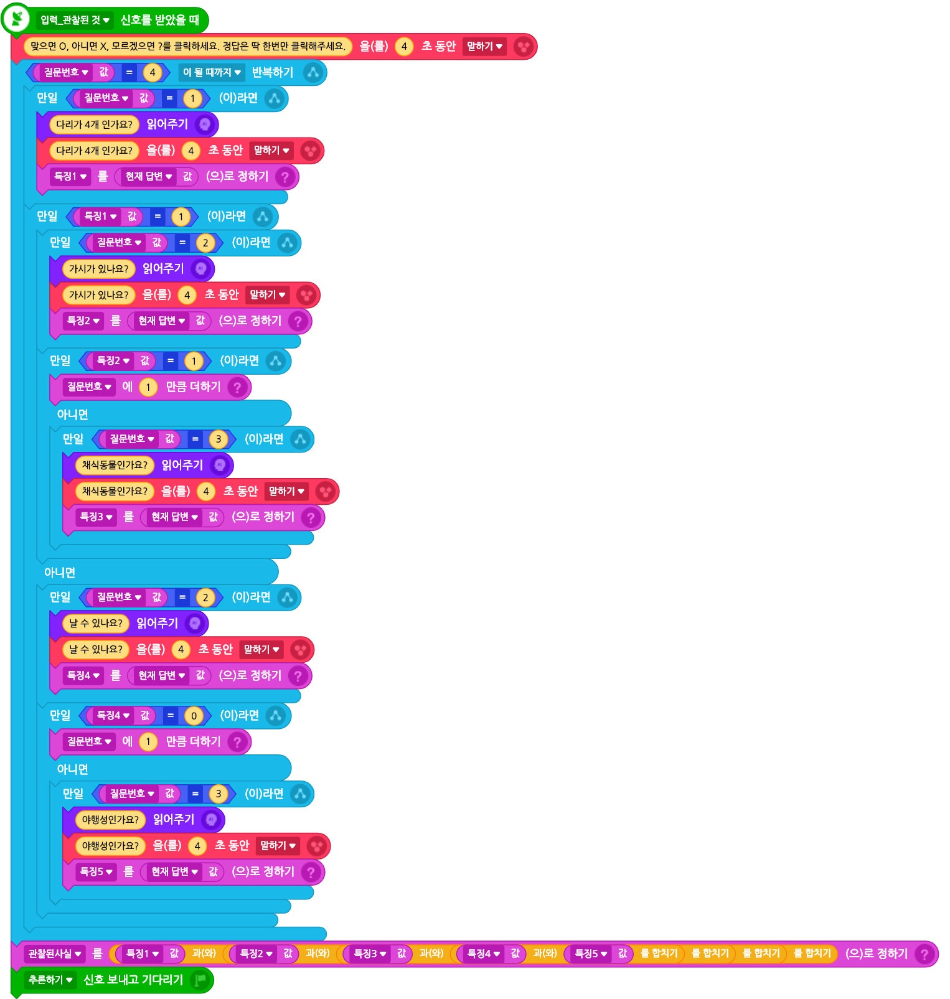 입력_관찰된 것 ▼ 신호를 받았을 때
맞으면 O, 아니면 X, 모르겠으면 ?를 클릭하세요. 정답은 딱 한번만 클릭해주세요. 을(를) 4 초 동안 말하기 ▼
질문번호 ▼ 값 = 4 이 될 때까지 ▼ 반복하기
만일 질문번호 ▼ 값 = 1 (이)라면
다리가 4개 인가요? 읽어주기
다리가 4개 인가요? 을(를) 4 초 동안 말하기 ▼
특징1 ▼ 를 현재 답변 ▼ 값 (으)로 정하기 ?
만일 특징1 ▼ 값 = 1 (이)라면
만일 질문번호 ▼ 값 = 2 (이)라면
가시가 있나요? 읽어주기
가시가 있나요? 을(를) 4 초 동안 말하기 ▼
특징2 ▼ 를 현재 답변 ▼ 값 (으)로 정하기 ?
만일 특징2 ▼ 값 = 1 (이)라면
질문번호 ▼ 에 1 만큼 더하기 ?
아니면
만일 질문번호 ▼ 값 = 3 (이)라면
채식동물인가요? 읽어주기
채식동물인가요? 을(를) 4 초 동안 말하기 ▼
특징3 ▼ 를 현재 답변 ▼ 값 (으)로 정하기 ?
아니면
만일 질문번호 ▼ 값 = 2 (이)라면
날 수 있나요? 읽어주기
날 수 있나요? 을(를) 4 초 동안 말하기 ▼
특징4 ▼ 를 현재 답변 ▼ 값 (으)로 정하기 ?
만일 특징4 ▼ 값 = 0 (이)라면
질문번호 ▼ 에 1 만큼 더하기 ?
아니면
만일 질문번호 ▼ 값 = 3 (이)라면
야행성인가요? 읽어주기
야행성인가요? 을(를) 4 초 동안 말하기 ▼
특징5 ▼ 를 현재 답변 ▼ 값 (으)로 정하기 ?
관찰된사실 ▼ 를 특징1 ▼ 값 과(와) 특징2 ▼ 값 과(와) 특징3 ▼ 값 과(와) 특징4 ▼ 값 과(와) 특징5 ▼ 값 를 합치기 를 합치기 를 합치기 를 합치기 (으)로 정하기 ?
추론하기 ▼ 신호 보내고 기다리기